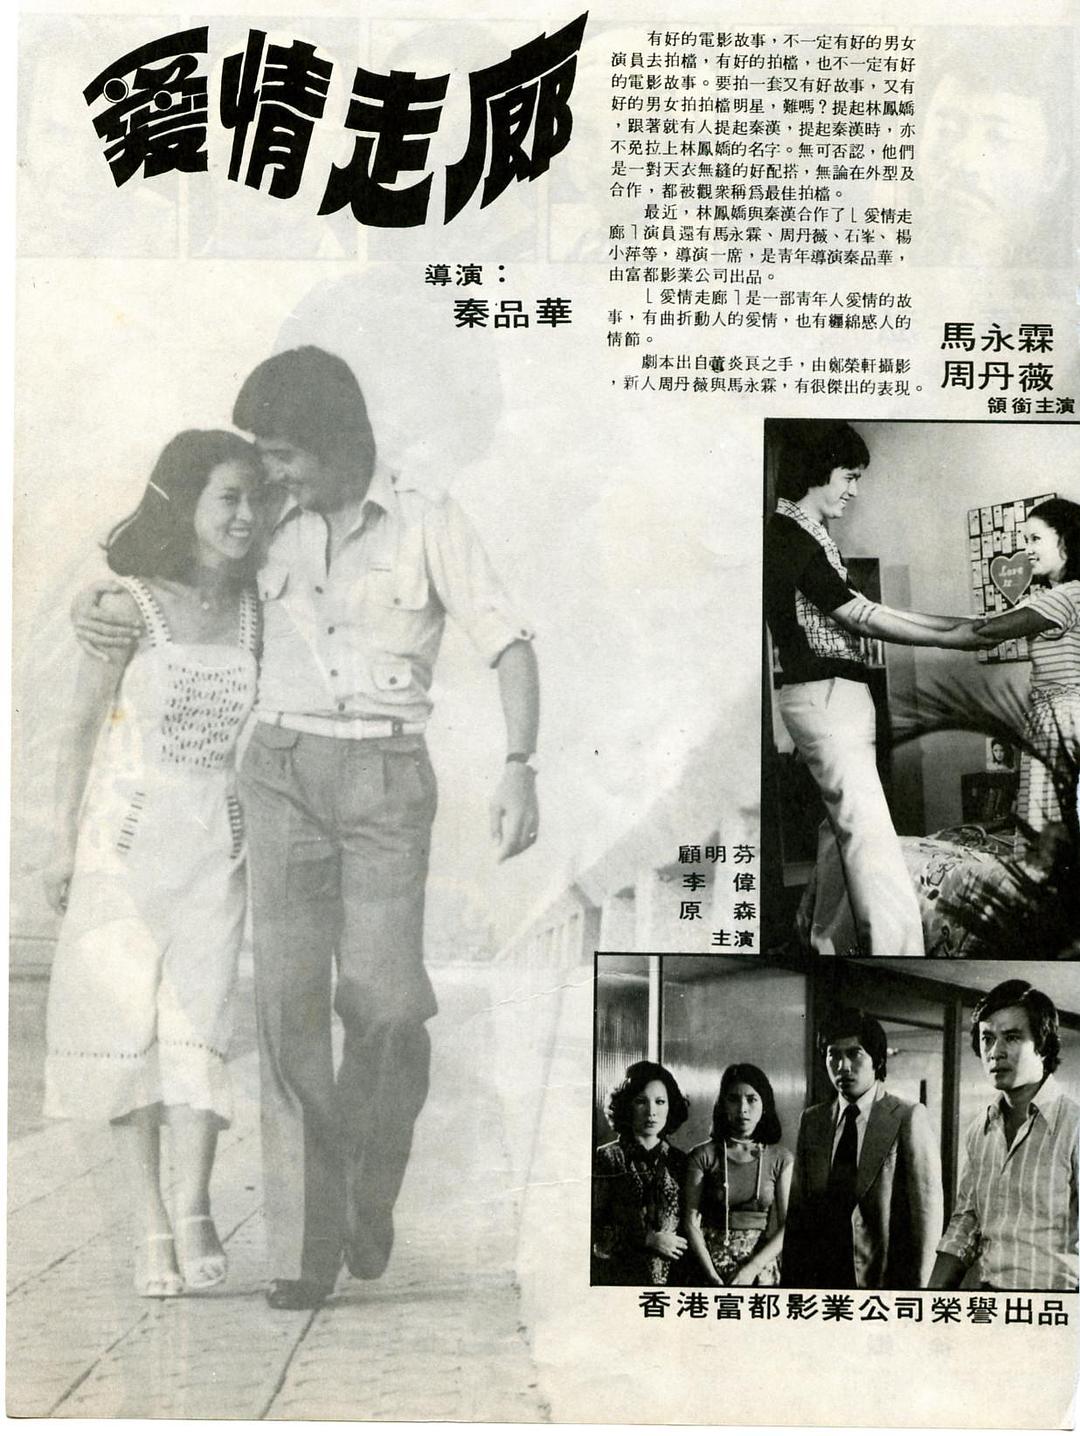 愛情走廊
導演：
秦品華
有好的電影故事，不一定有好的男女
演員去拍檔，有好的拍檔，也不一定有好
的電影故事。要拍一套又有好故事，又有
好的男女拍拍檔明星，難嗎？提起林鳳嬌
，跟著就有人提起秦漢，提起秦漢時，亦
不免拉上林鳳嬌的名字。無可否認，他們
是一對天衣無縫的好配搭，無論在外型及
合作，都被觀衆稱爲最佳拍檔。
最近，林鳳嬌與秦漢合作了﹂愛情走
廊﹁演員還有馬永霖、周丹薇、石峯、楊
小萍等，導演一席，是靑年導演秦品華，
由富都影業公司出品。
﹂愛情走廊﹁是一部靑年人愛情的故
事，有曲折動人的愛情，也有纒綿感人的
情節。
劇本出自董炎良之手，由鄭榮軒攝影
，新人周丹薇與馬永霖，有很傑出的表現。
馬永霖
周丹薇
領銜主演
Love
顧明芬
李偉
原森
主演
香港富都影業公司榮譽出品